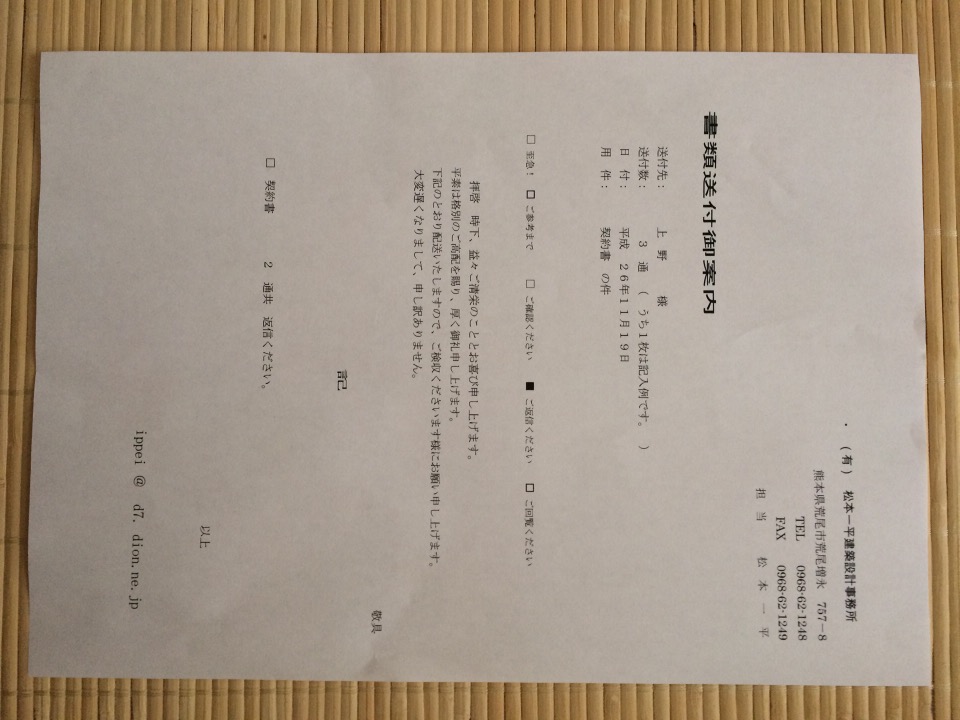 ・(有) 松本一平建築設計事務所
熊本県荒尾市荒尾増永 757－8
TEL 0968-62-1248
FAX 0968-62-1249
担当 松本一平
書類送付御案内
送付先： 上野 様
送付数： 3 通 ( うち1枚は記入例です。 )
日 付： 平成 26年11月19日
用 件： 契約書 の件
□ 至急！ □ ご参考まで □ ご確認ください ■ ご返信ください □ ご回覧ください
拝啓 時下、益々ご清栄のこととお喜び申し上げます。
平素は格別のご高配を賜り、厚く御礼申し上げます。
下記のとおり配送いたしますので、ご検収くださいます様にお願い申し上げます。
大変遅くなりまして、申し訳ありません。
敬具
記
□ 契約書 2 通共 返信ください。
以上
ippei @ d7. dion.ne.jp